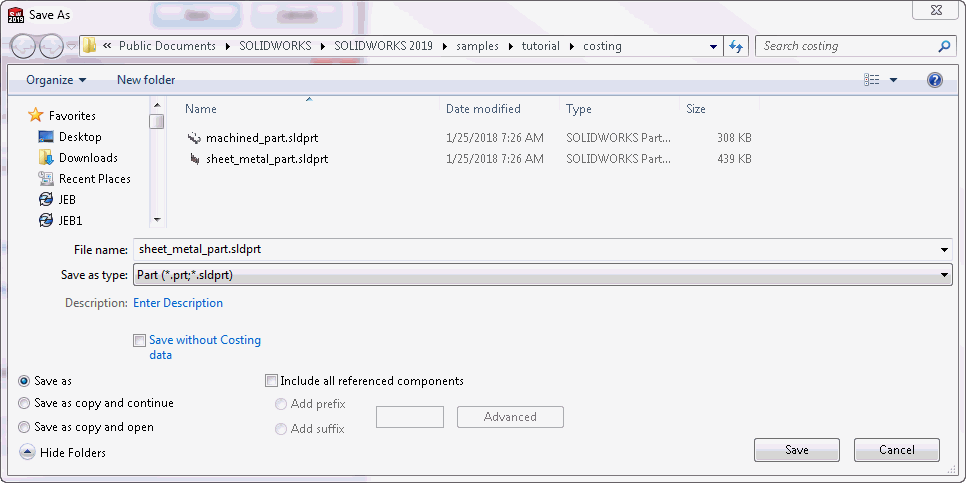 SW 2019 Save As
« Public Documents ▸ SOLIDWORKS ▸ SOLIDWORKS 2019 ▸ samples ▸ tutorial ▸ costing
Search costing
Organize New folder
Favorites
Desktop
Downloads
Recent Places
JEB
JEB1
Name Date modified Type Size
machined_part.sldprt 1/25/2018 7:26 AM SOLIDWORKS Part... 308 KB
sheet_metal_part.sldprt 1/25/2018 7:26 AM SOLIDWORKS Part... 439 KB
File name: sheet_metal_part.sldprt
Save as type: Part (*.prt;*.sldprt)
Description: Enter Description
Save without Costing
data
Save as
Save as copy and continue
Save as copy and open
Include all referenced components
Add prefix
Add suffix
Advanced
Hide Folders
Save Cancel